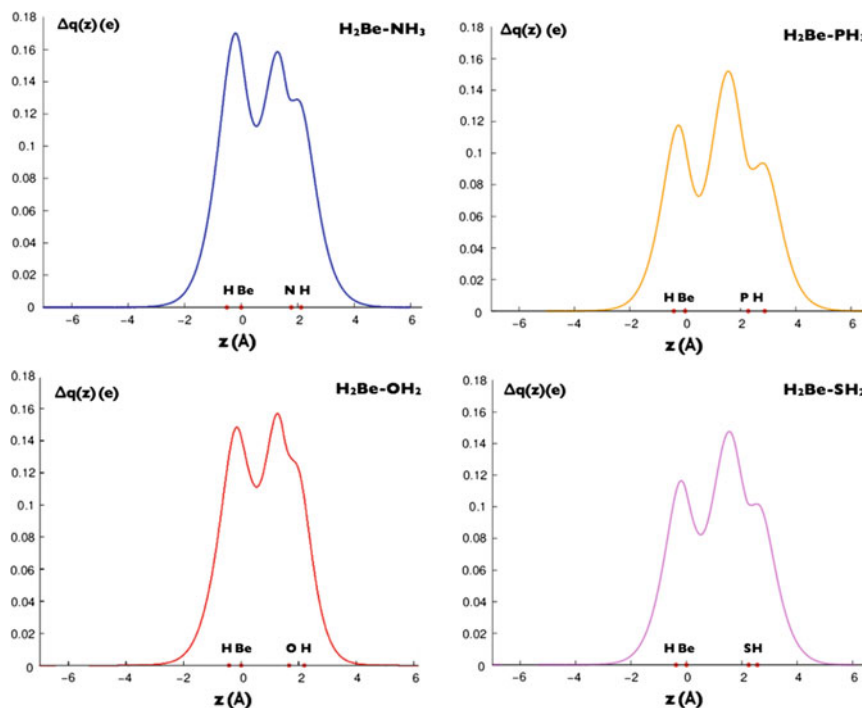 Δq(z)(e) H₂Be-NH₃
0.18
0.16
0.14
0.12
0.1
0.08
0.06
0.04
0.02
0
H Be N H
−6 −4 −2 0 2 4 6
z (Å)
Δq(z) (e) H₂Be-PH₃
0.18
0.16
0.14
0.12
0.1
0.08
0.06
0.04
0.02
0
H Be P H
−6 −4 −2 0 2 4 6
z (Å)
Δq(z)(e) H₂Be-OH₂
0.18
0.16
0.14
0.12
0.1
0.08
0.06
0.04
0.02
0
H Be O H
−6 −4 −2 0 2 4 6
z (Å)
Δq(z)(e) H₂Be-SH₂
0.18
0.16
0.14
0.12
0.1
0.08
0.06
0.04
0.02
0
H Be SH
−6 −4 −2 0 2 4 6
z (Å)